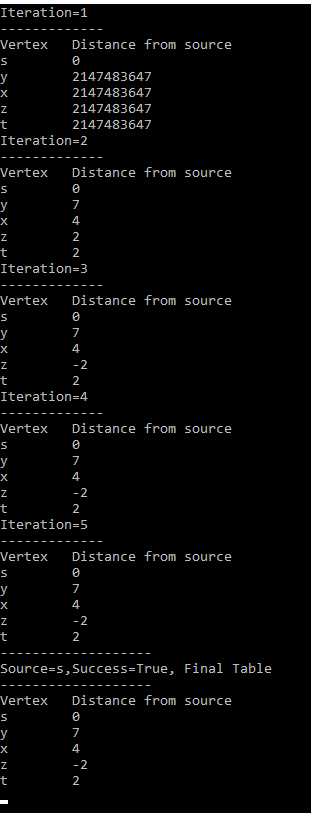 Iteration=1
-------------
Vertex   Distance from source
s        0
y        2147483647
x        2147483647
z        2147483647
t        2147483647
Iteration=2
-------------
Vertex   Distance from source
s        0
y        7
x        4
z        2
t        2
Iteration=3
-------------
Vertex   Distance from source
s        0
y        7
x        4
z        -2
t        2
Iteration=4
-------------
Vertex   Distance from source
s        0
y        7
x        4
z        -2
t        2
Iteration=5
-------------
Vertex   Distance from source
s        0
y        7
x        4
z        -2
t        2
-------------------
Source=s,Success=True, Final Table
-------------------
Vertex   Distance from source
s        0
y        7
x        4
z        -2
t        2